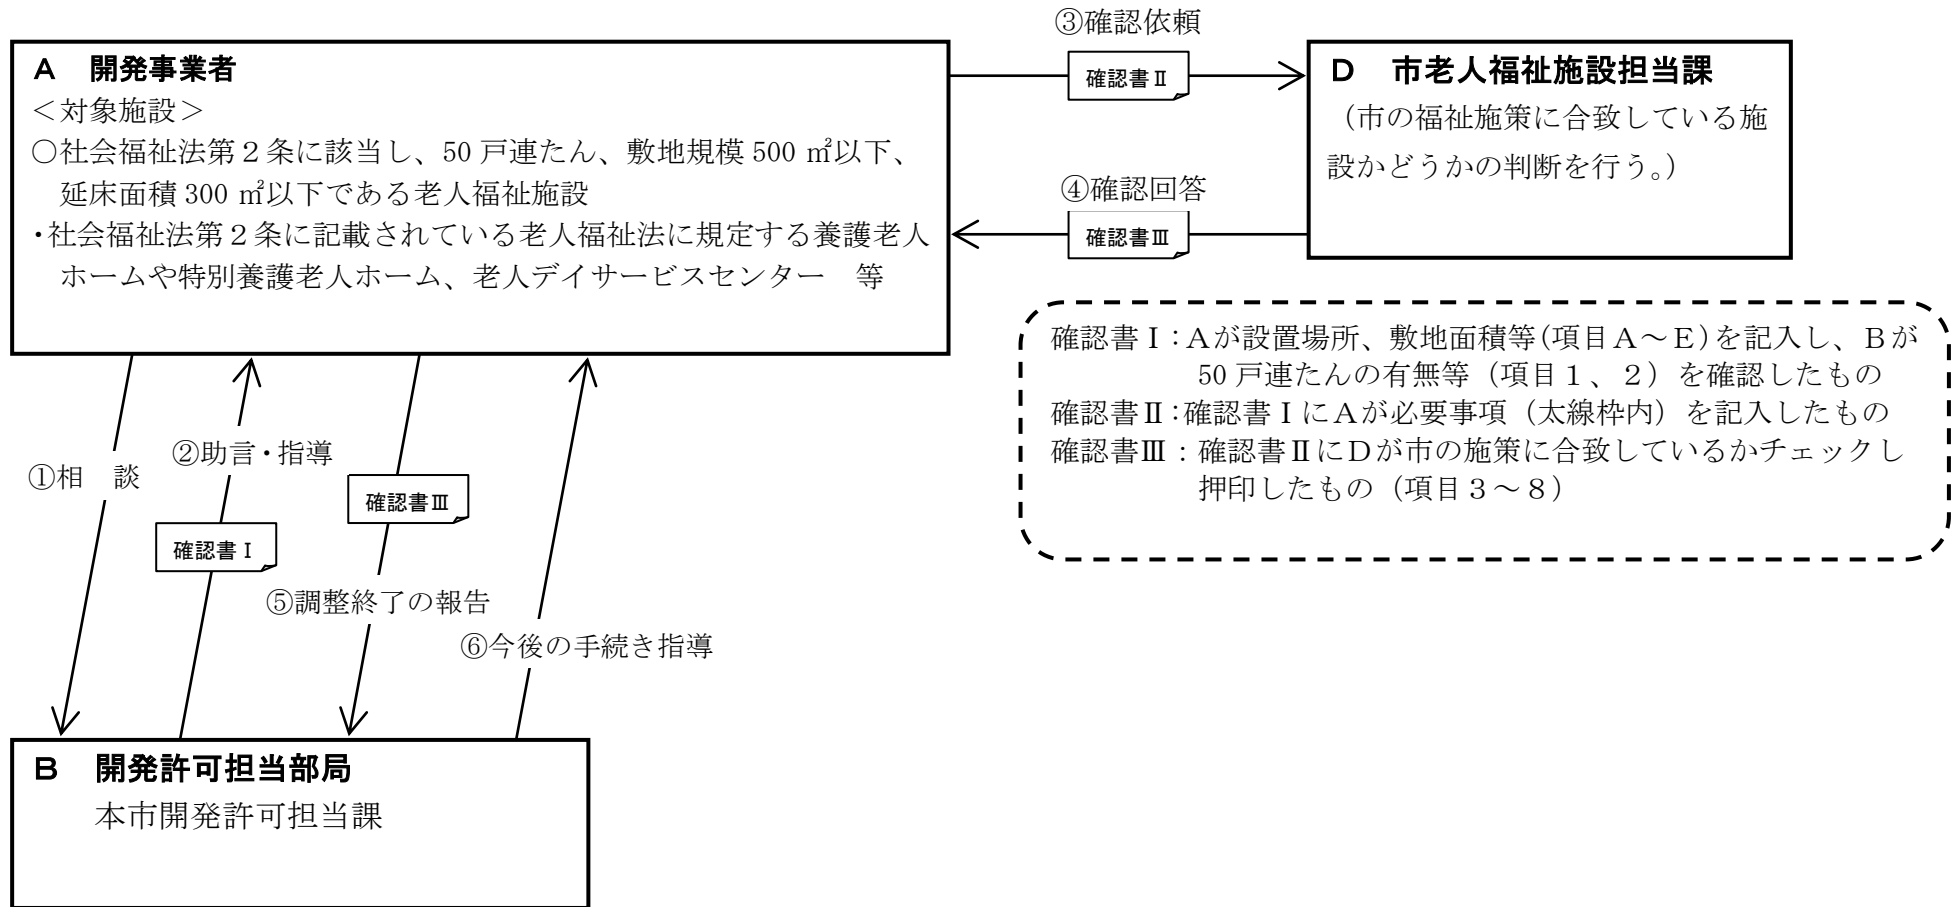 ③確認依頼
A 開発事業者
＜対象施設＞
○社会福祉法第２条に該当し、50 戸連たん、敷地規模 500 ㎡以下、
延床面積 300 ㎡以下である老人福祉施設
・社会福祉法第２条に記載されている老人福祉法に規定する養護老人
ホームや特別養護老人ホーム、老人デイサービスセンター　等
確認書Ⅱ
④確認回答
確認書Ⅲ
D 市老人福祉施設担当課
（市の福祉施策に合致している施
設かどうかの判断を行う。）
確認書Ⅰ：Ａが設置場所、敷地面積等(項目Ａ～Ｅ)を記入し、Ｂが
50 戸連たんの有無等（項目１、２）を確認したもの
確認書Ⅱ：確認書ⅠにＡが必要事項（太線枠内）を記入したもの
確認書Ⅲ：確認書ⅡにＤが市の施策に合致しているかチェックし
押印したもの（項目３～８）
①相　談
②助言・指導
確認書Ⅰ
確認書Ⅲ
⑤調整終了の報告
⑥今後の手続き指導
B 開発許可担当部局
本市開発許可担当課